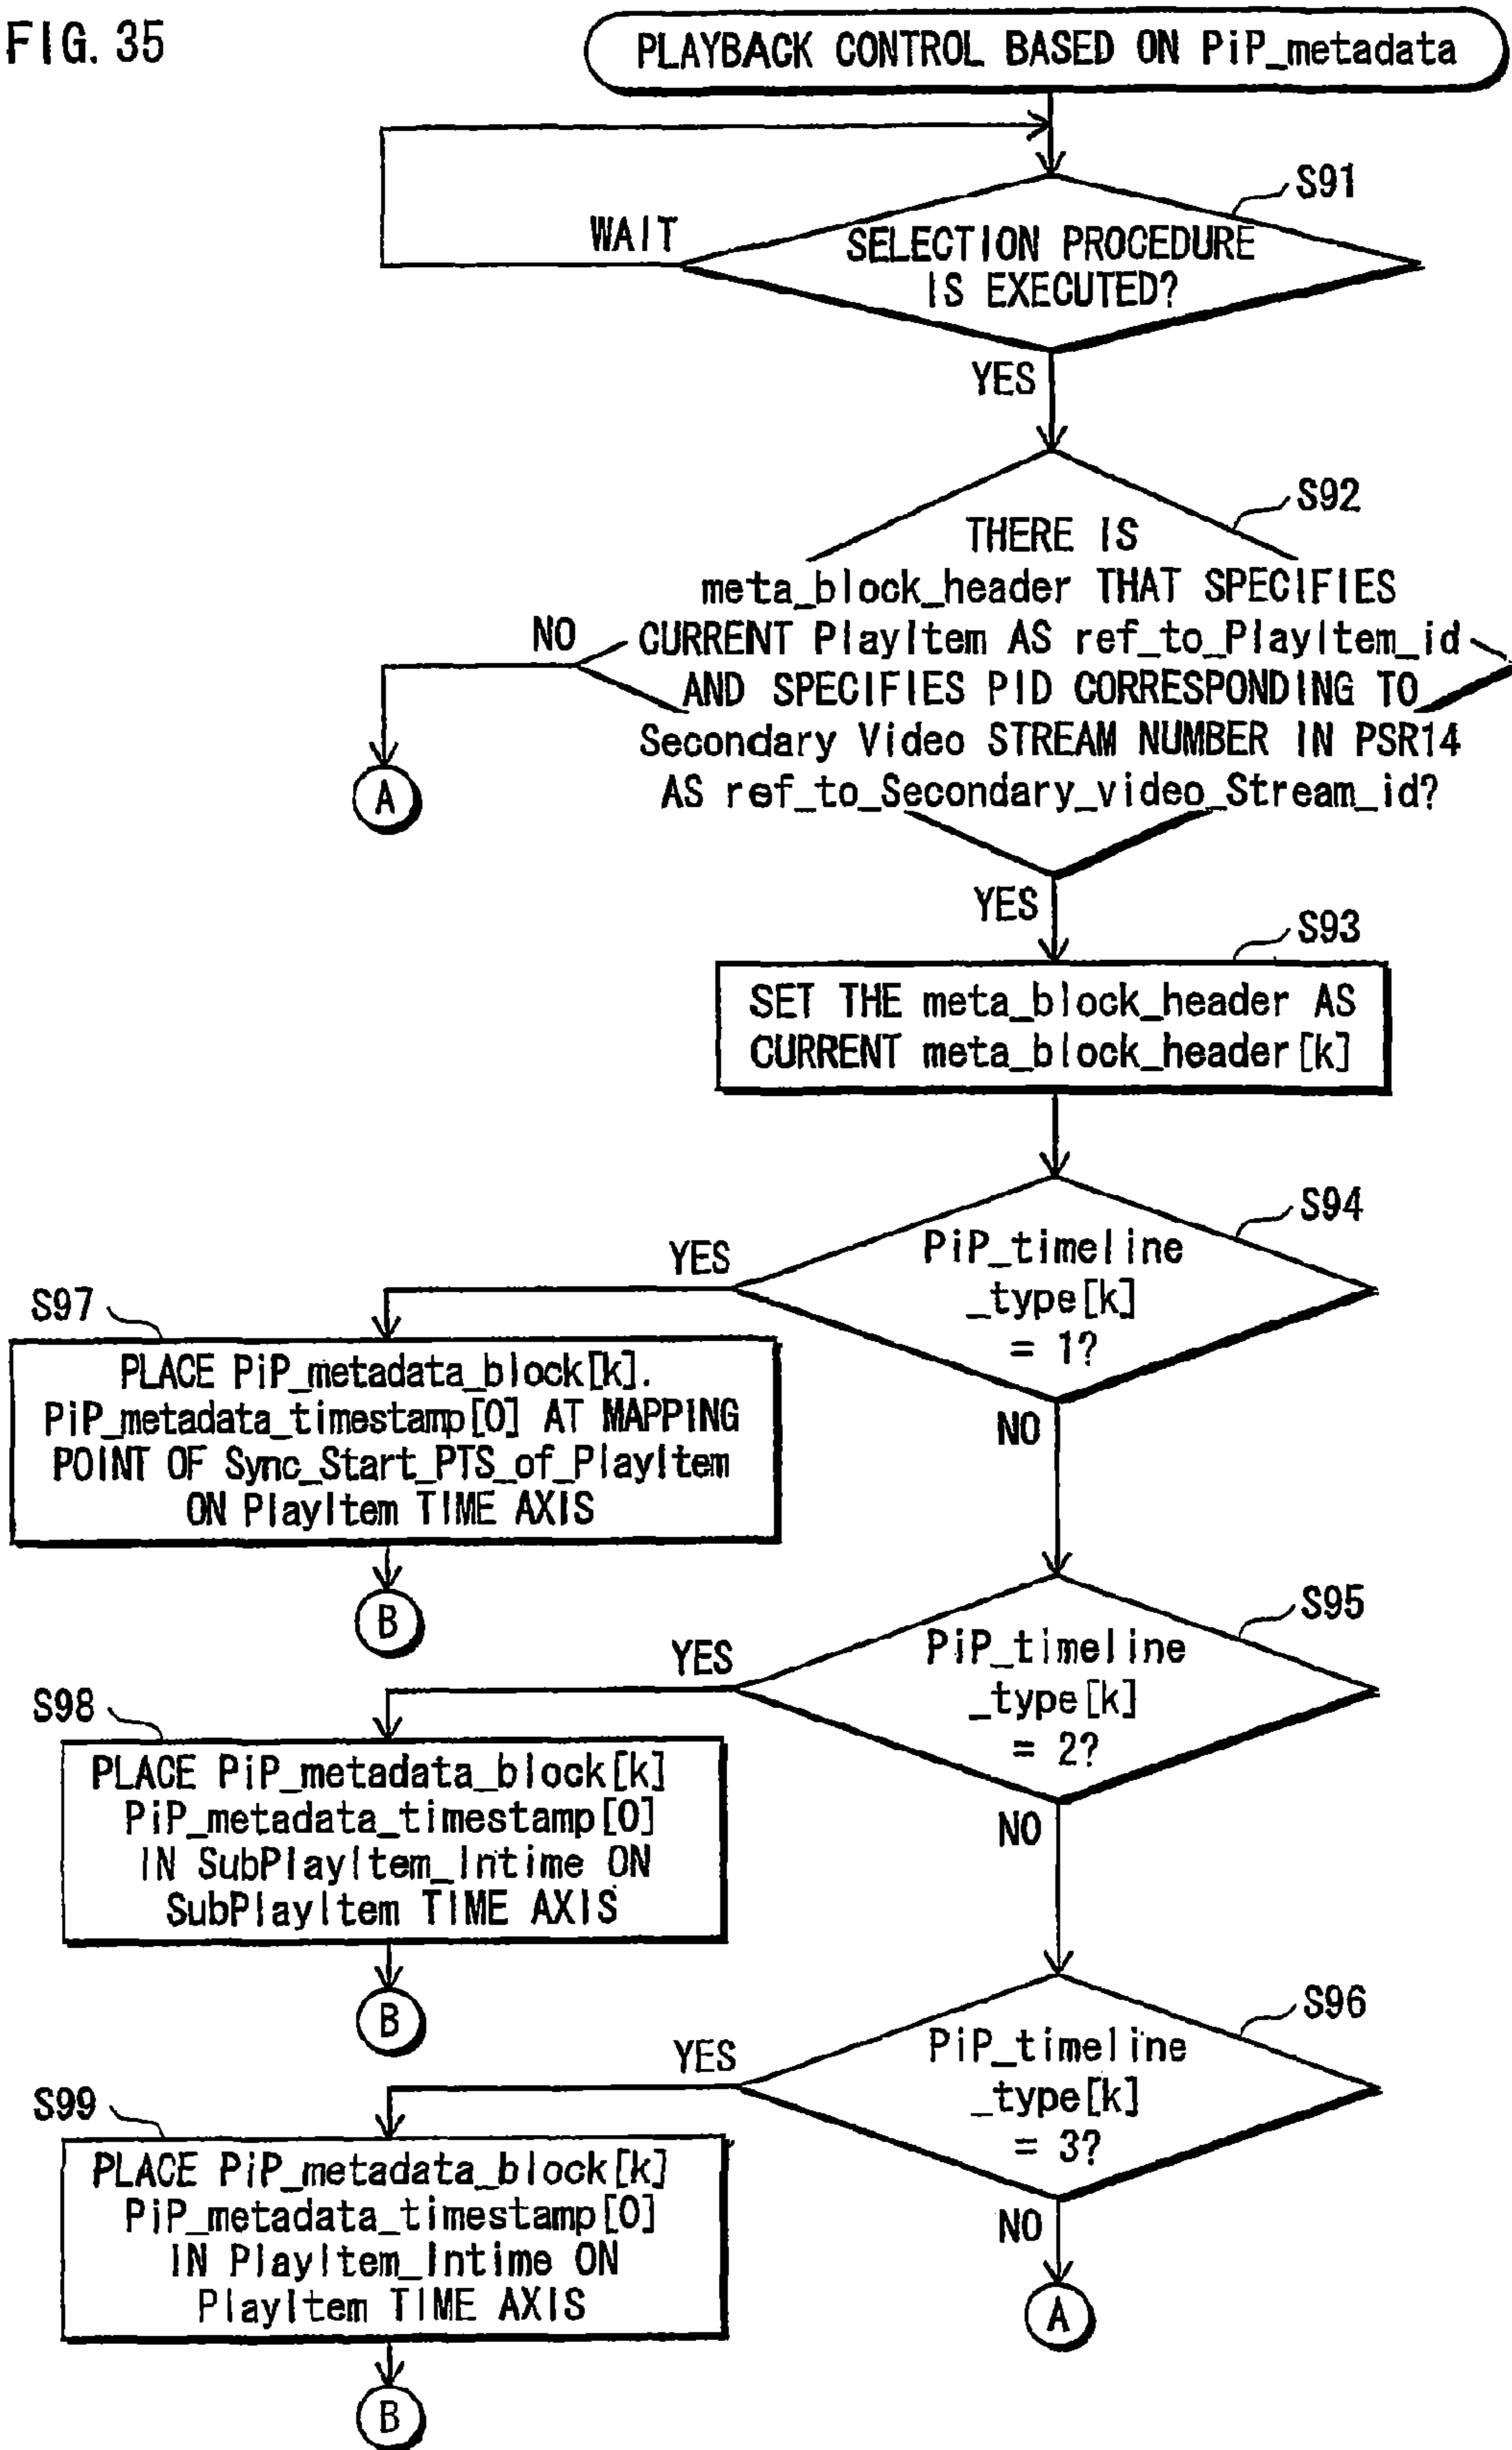 FIG. 35
PLAYBACK CONTROL BASED ON PiP_metadata
S91
WAIT
SELECTION PROCEDURE
IS EXECUTED?
YES
S92
THERE IS
meta_block_header THAT SPECIFIES
NO
CURRENT PlayItem AS ref_to_PlayItem_id
AND SPECIFIES PID CORRESPONDING TO
Secondary Video STREAM NUMBER IN PSR14
AS ref_to_Secondary_video_Stream_id?
A
YES
S93
SET THE meta_block_header AS
CURRENT meta_block_header[k]
S94
PiP_timeline
_type[k]
= 1?
YES
S97
PLACE PiP_metadata_block[k].
PiP_metadata_timestamp[0] AT MAPPING
POINT OF Sync_Start_PTS_of_PlayItem
ON PlayItem TIME AXIS
B
NO
S95
PiP_timeline
_type[k]
= 2?
YES
S98
PLACE PiP_metadata_block[k]
PiP_metadata_timestamp[0]
IN SubPlayItem_Intime ON
SubPlayItem TIME AXIS
B
NO
S96
PiP_timeline
_type[k]
= 3?
YES
S99
PLACE PiP_metadata_block[k]
PiP_metadata_timestamp[0]
IN PlayItem_Intime ON
PlayItem TIME AXIS
B
NO
A